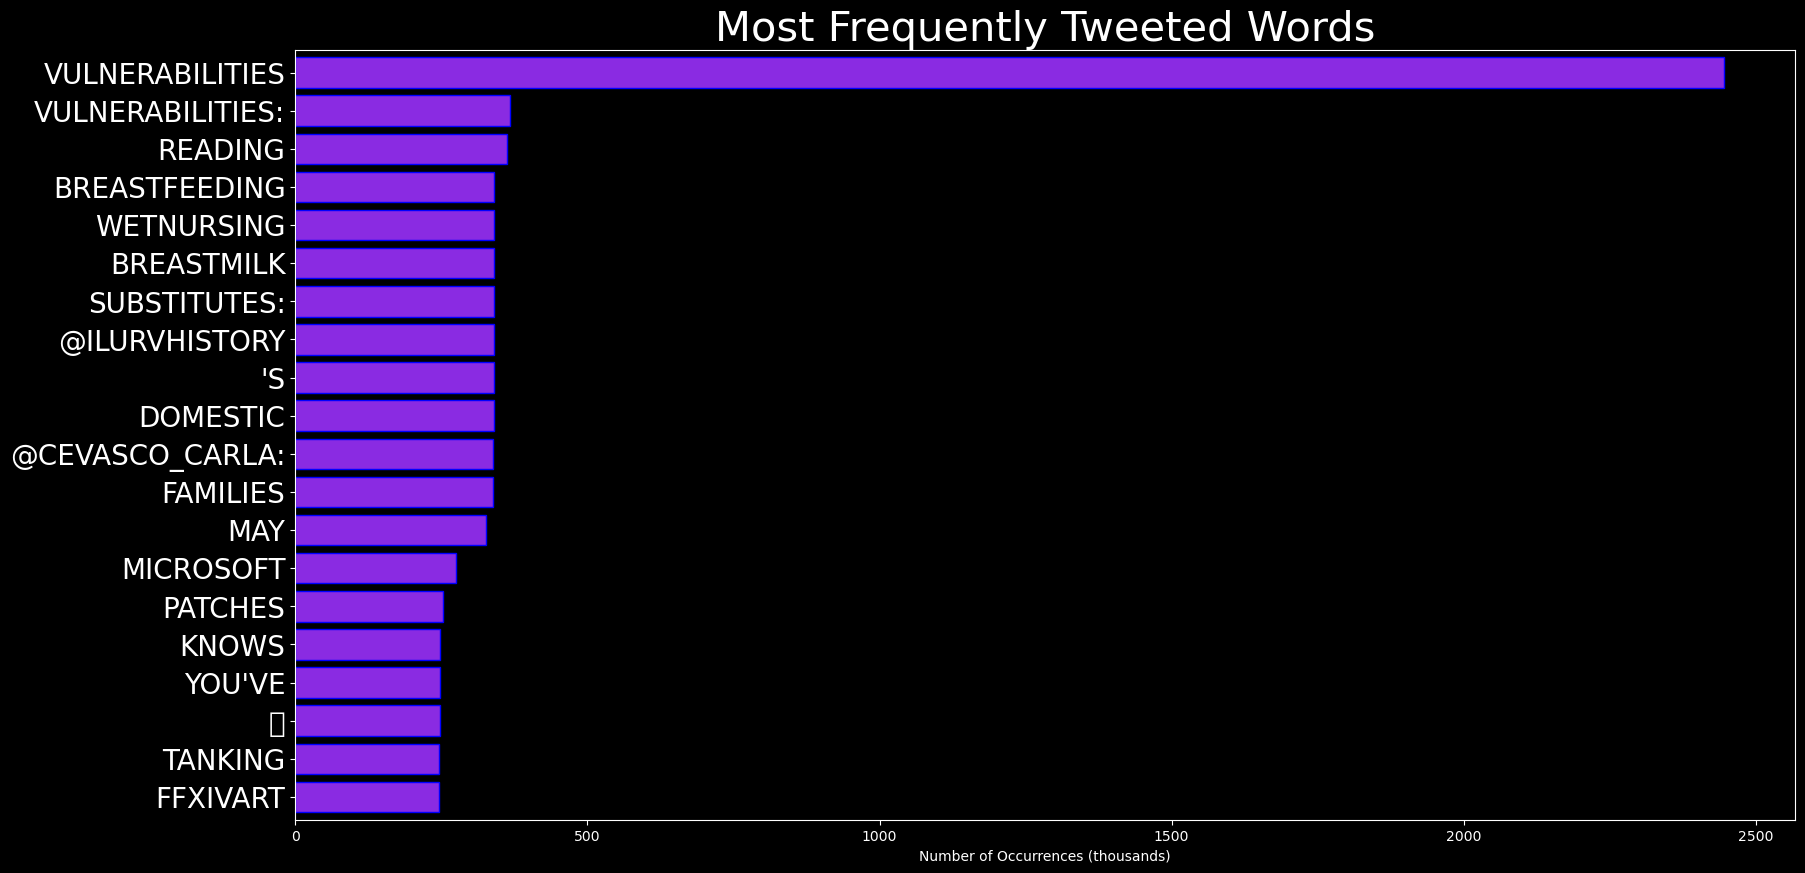 Most Frequently Tweeted Words
VULNERABILITIES
VULNERABILITIES:
READING
BREASTFEEDING
WETNURSING
BREASTMILK
SUBSTITUTES:
@ILURVHISTORY
'S
DOMESTIC
@CEVASCO_CARLA:
FAMILIES
MAY
MICROSOFT
PATCHES
KNOWS
YOU'VE
TANKING
FFXIVART
0 500 1000 1500 2000 2500
Number of Occurrences (thousands)